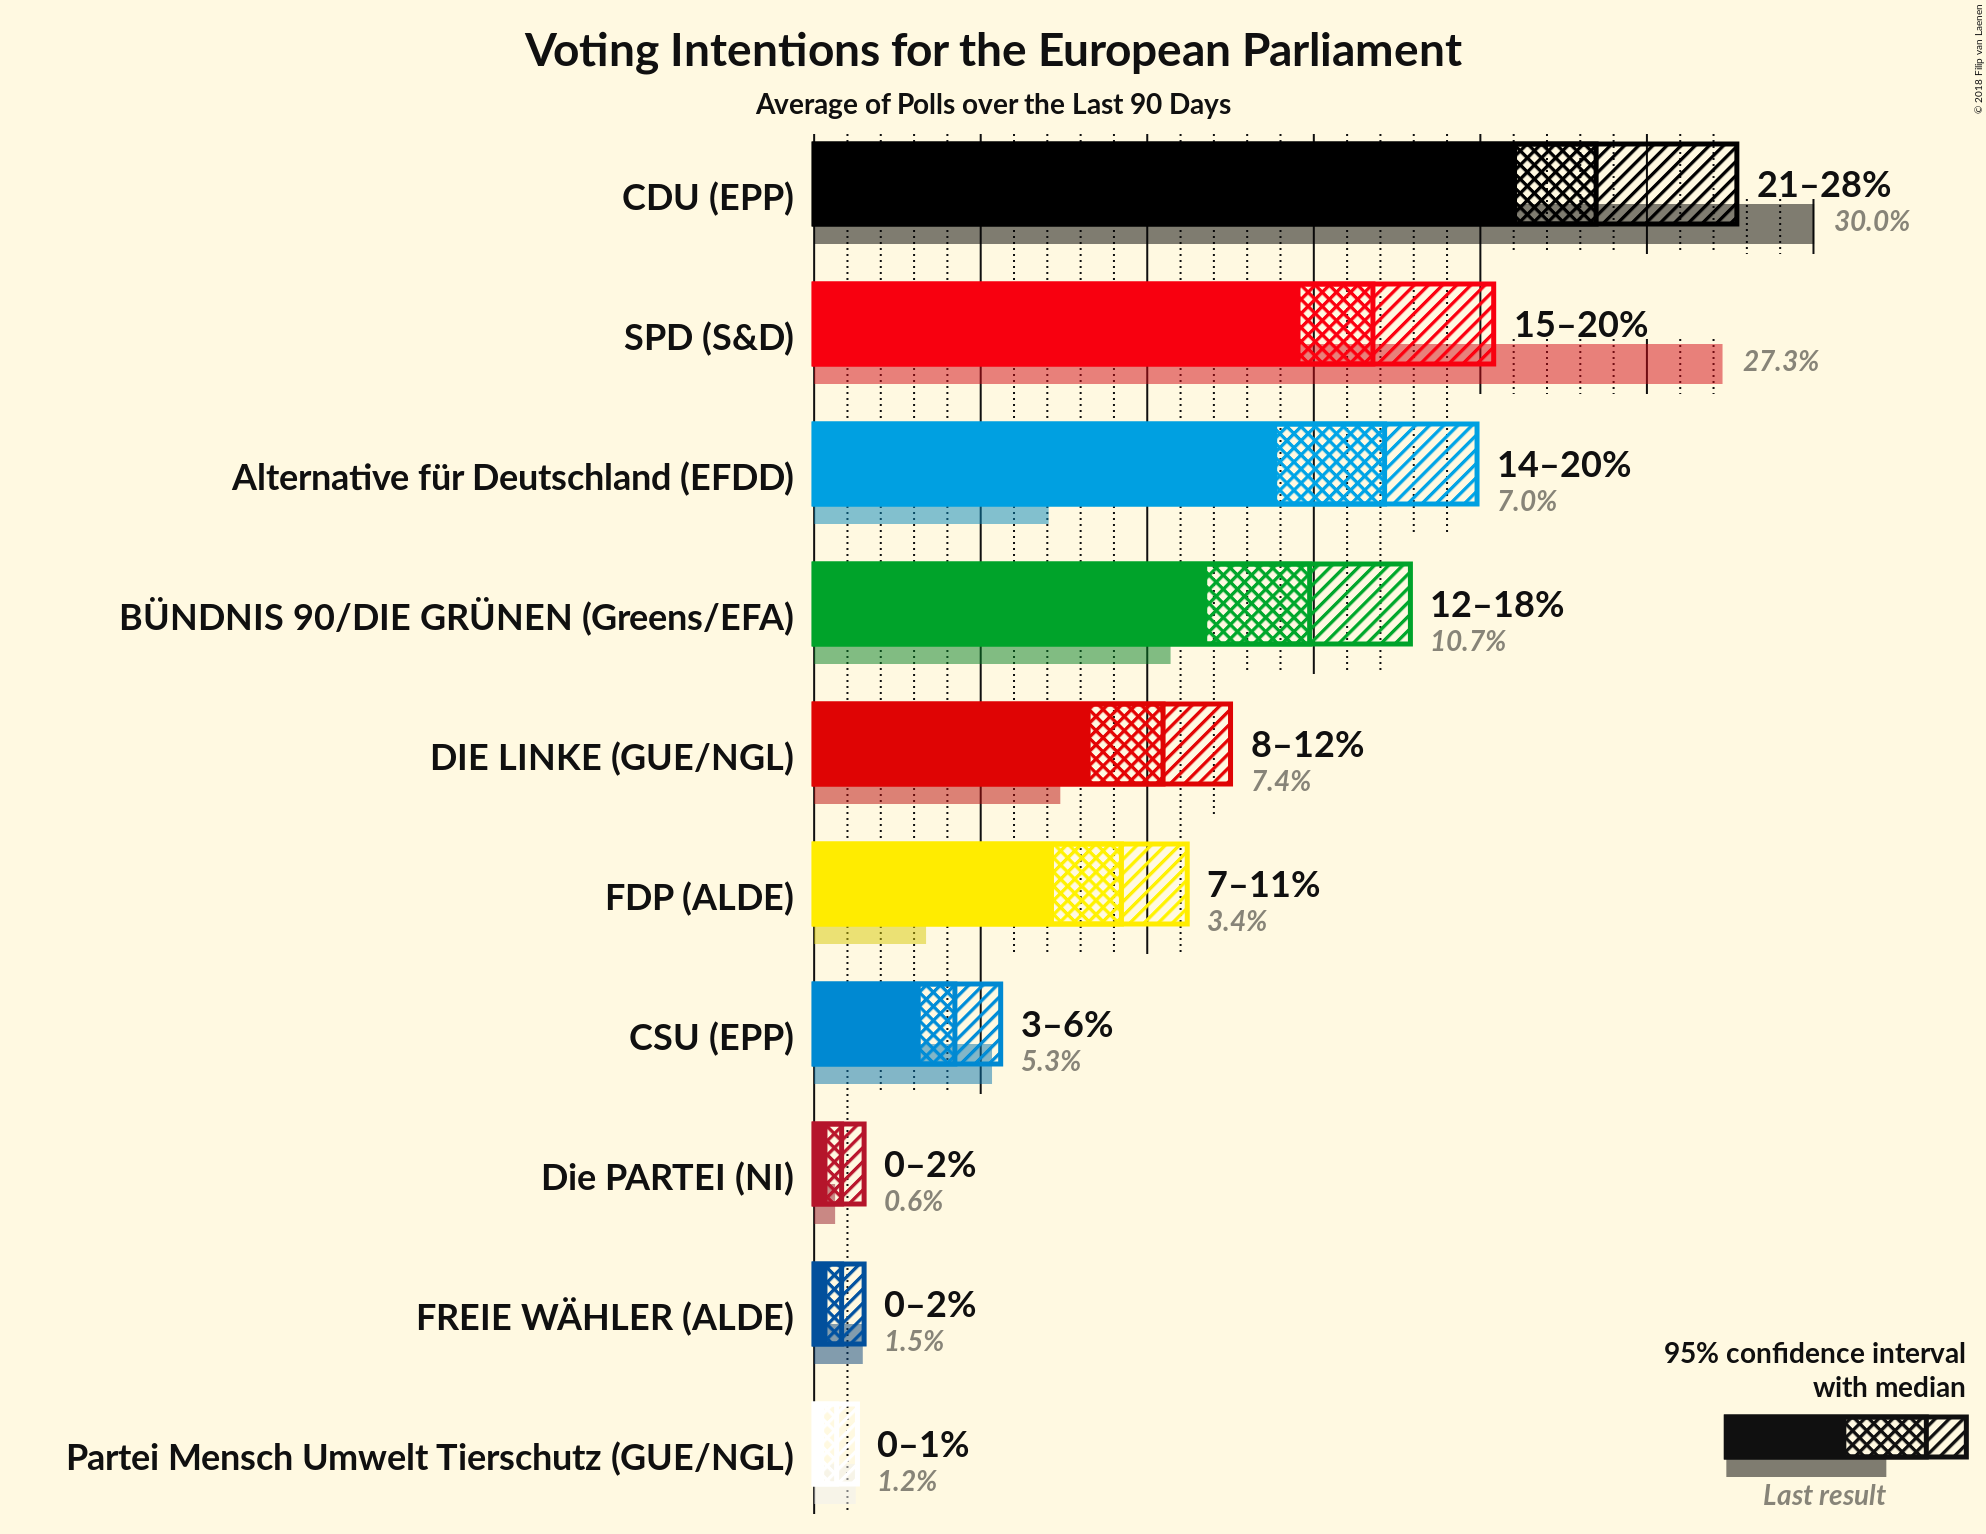 Voting Intentions for the European Parliament
Average of Polls over the Last 90 Days
© 2018 Filip van Laenen
CDU (EPP)
21–28%
30.0%
SPD (S&D)
15–20%
27.3%
Alternative für Deutschland (EFDD)
14–20%
7.0%
BÜNDNIS 90/DIE GRÜNEN (Greens/EFA)
12–18%
10.7%
DIE LINKE (GUE/NGL)
8–12%
7.4%
FDP (ALDE)
7–11%
3.4%
CSU (EPP)
3–6%
5.3%
Die PARTEI (NI)
0–2%
0.6%
FREIE WÄHLER (ALDE)
0–2%
1.5%
Partei Mensch Umwelt Tierschutz (GUE/NGL)
0–1%
1.2%
95% confidence interval
with median
Last result